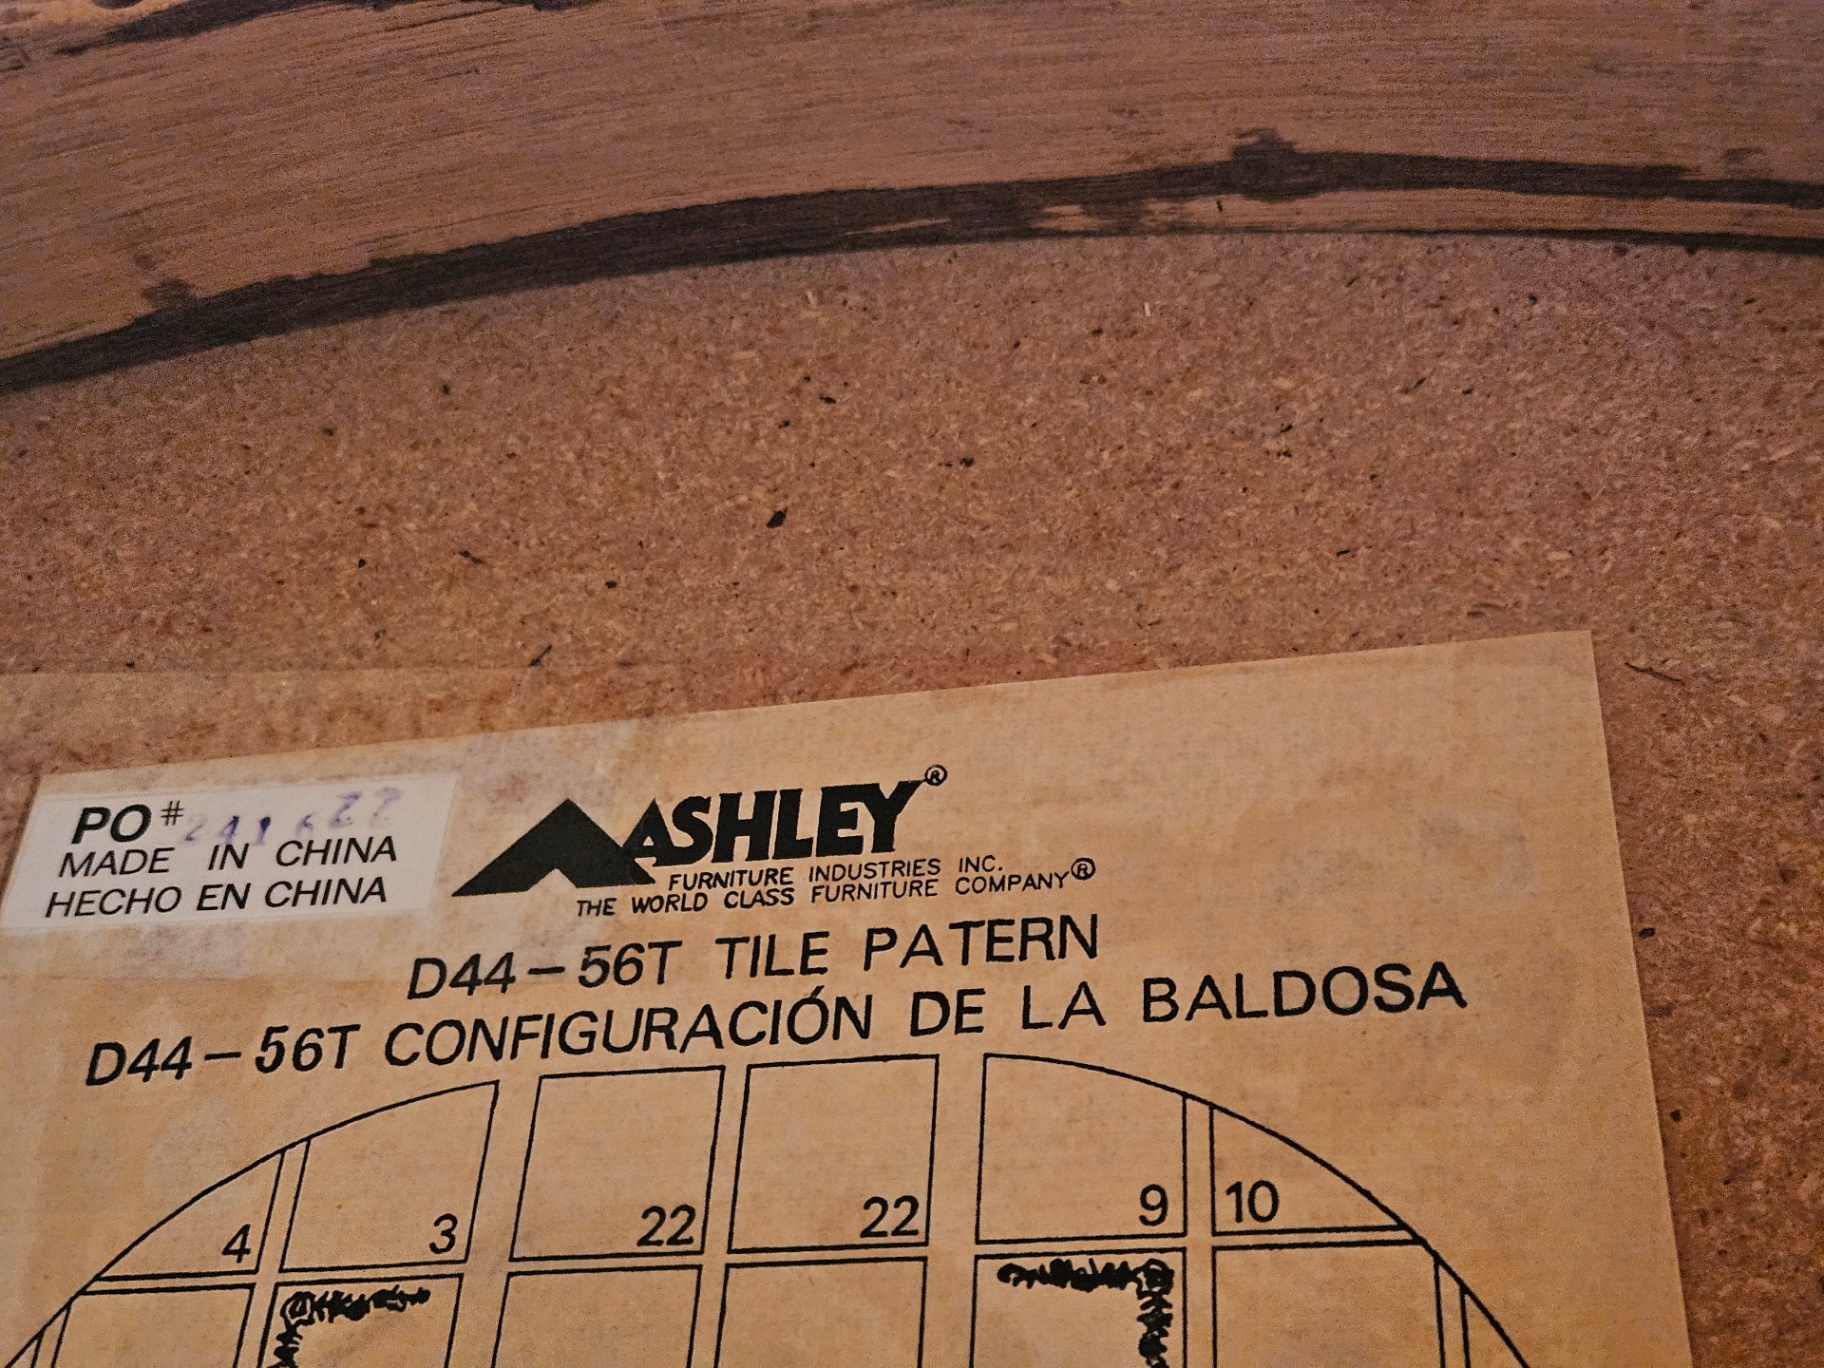 PO#
MADE IN CHINA
HECHO EN CHINA
ASHLEY®
FURNITURE INDUSTRIES INC.
THE WORLD CLASS FURNITURE COMPANY®
D44-56T TILE PATERN
D44-56T CONFIGURACIÓN DE LA BALDOSA
4 3 22 22 9 10